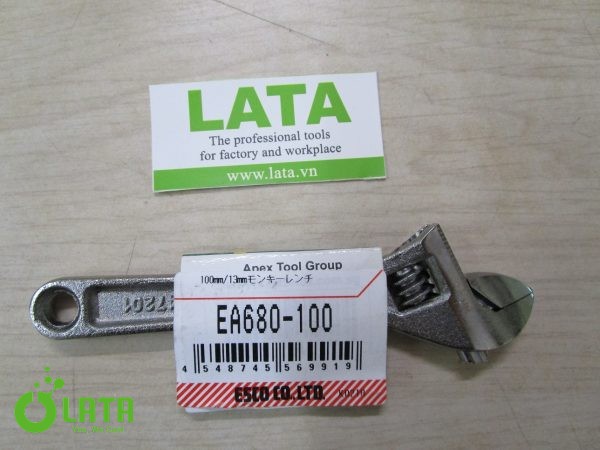 LATA
The professional tools
for factory and workplace
www.lata.vn
Apex Tool Group
100mm/13mmモンキーレンチ
EA680-100
4 548745 569919
ESCO CO.,LTD.
LATA